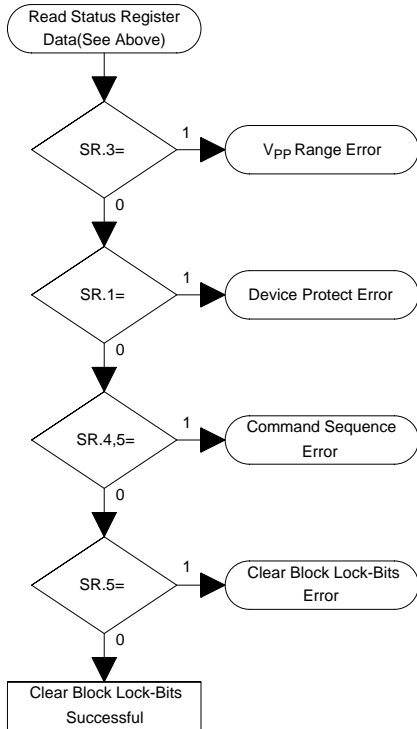 Read Status Register
Data(See Above)
SR.3=
1
VPP Range Error
0
SR.1=
1
Device Protect Error
0
SR.4,5=
1
Command Sequence
Error
0
SR.5=
1
Clear Block Lock-Bits
Error
0
Clear Block Lock-Bits
Successful